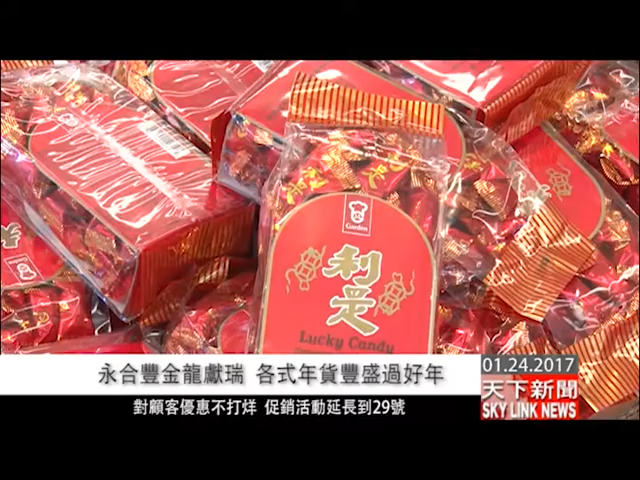 Garden
利是
Lucky Candy
永合豐金龍獻瑞 各式年貨豐盛過好年
對顧客優惠不打烊 促銷活動延長到29號
01.24.2017
天下新聞
SKY LINK NEWS